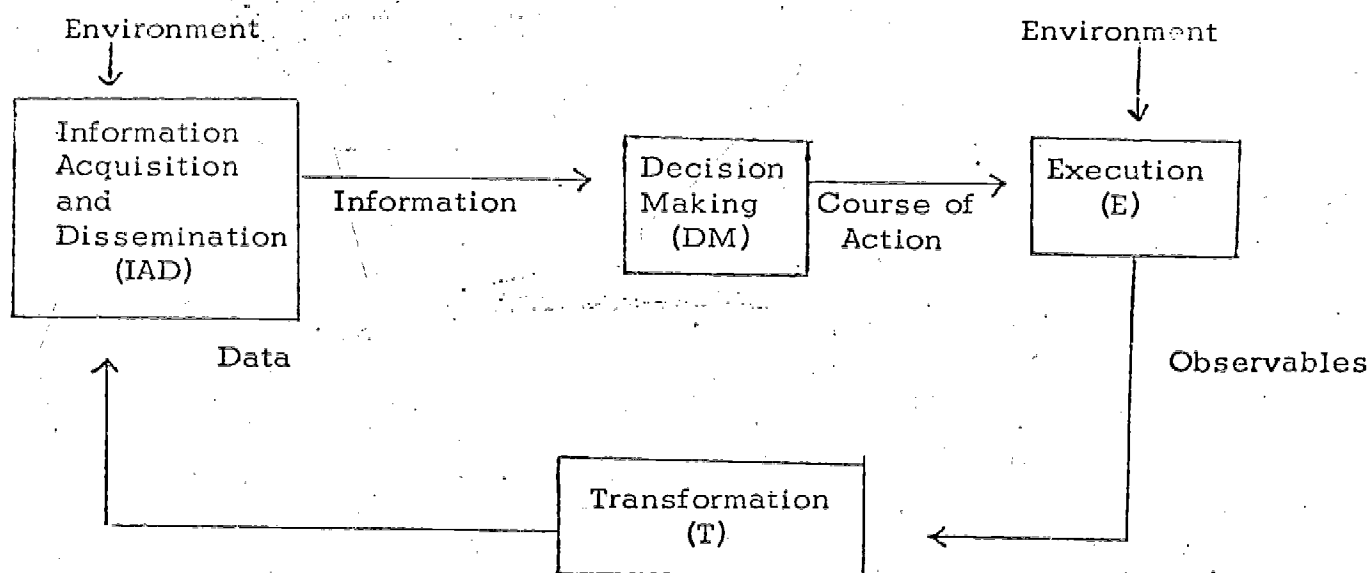 Environment
Environment
Information
Acquisition
and
Dissemination
(IAD)
Information
Decision
Making
(DM)
Course of
Action
Execution
(E)
Data
Observables
Transformation
(T)